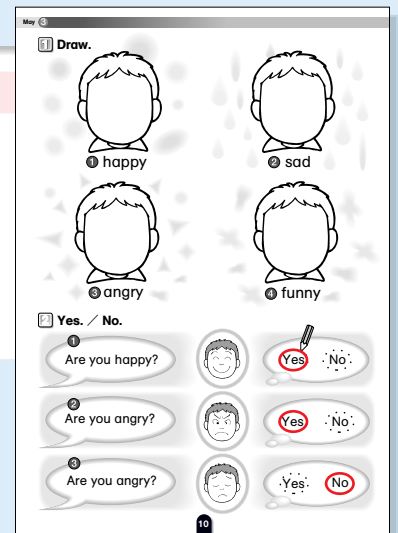 May 3
1 Draw.
1 happy
2 sad
3 angry
4 funny
2 Yes. / No.
1
Are you happy?
Yes No
2
Are you angry?
Yes No
3
Are you angry?
Yes No
10